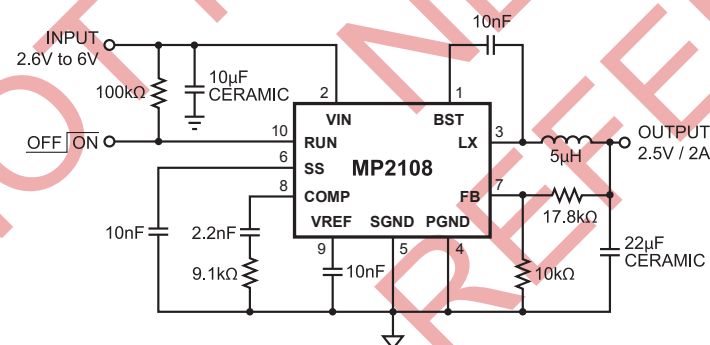 INPUT
2.6V to 6V
10nF
100kΩ
10µF
CERAMIC
2
1
VIN
BST
OFF ON
10
RUN
LX
3
OUTPUT
2.5V / 2A
5µH
6
SS
MP2108
8
COMP
FB
7
17.8kΩ
VREF
SGND
PGND
10nF
2.2nF
9
5
4
22µF
CERAMIC
9.1kΩ
10nF
10kΩ